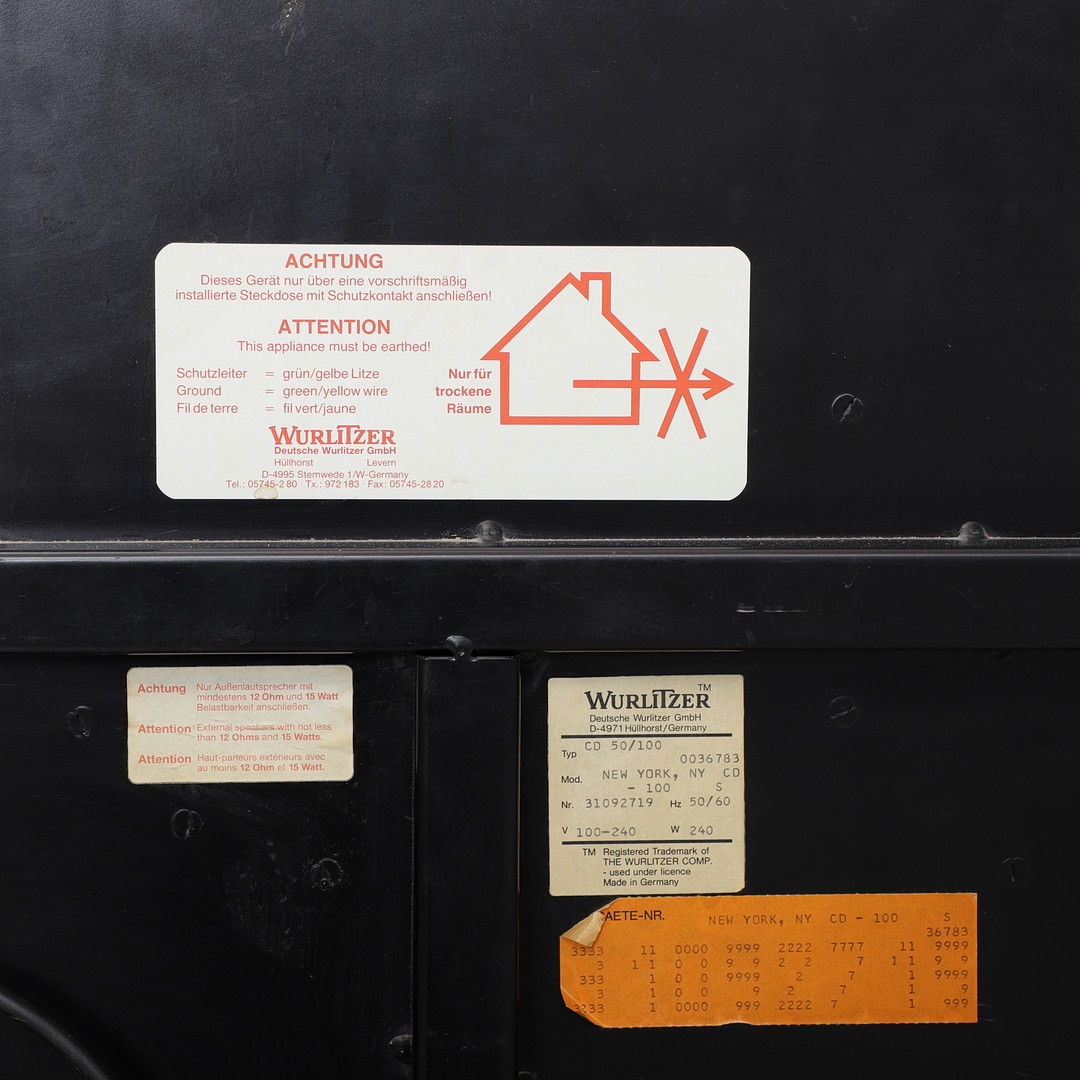 ACHTUNG
Dieses Gerät nur über eine vorschriftsmäßig
installierte Steckdose mit Schutzkontakt anschließen!
ATTENTION
This appliance must be earthed!
Schutzleiter = grün/gelbe Litze
Ground = green/yellow wire
Fil de terre = fil vert/jaune
Nur für
trockene
Räume
WURLITZER
Deutsche Wurlitzer GmbH
Hüllhorst Levern
D-4995 Stemwede 1/W-Germany
Tel.: 05745-2 80 · Tx.: 972 183 · Fax: 05745-28 20
Achtung Nur Außenlautsprecher mit
mindestens 12 Ohm und 15 Watt
Belastbarkeit anschließen.
Attention External speakers with not less
than 12 Ohms and 15 Watts.
Attention Haut-parleurs extérieurs avec
au moins 12 Ohm et 15 Watt.
WURLITZER TM
Deutsche Wurlitzer GmbH
D-4971 Hüllhorst/Germany
Typ CD 50/100
0036783
Mod. NEW YORK, NY CD
- 100 S
Nr. 31092719 Hz 50/60
V 100-240 W 240
TM Registered Trademark of
THE WURLITZER COMP.
- used under licence
Made in Germany
AETE-NR. NEW YORK, NY CD - 100 S
36783
3333 11 0000 9999 2222 7777 11 9999
3 1 1 0 0 9 9 2 2 7 1 1 9 9
333 1 0 0 9999 2 7 1 9999
3 1 0 0 9 2 7 1 9
3333 1 0000 999 2222 7 1 999